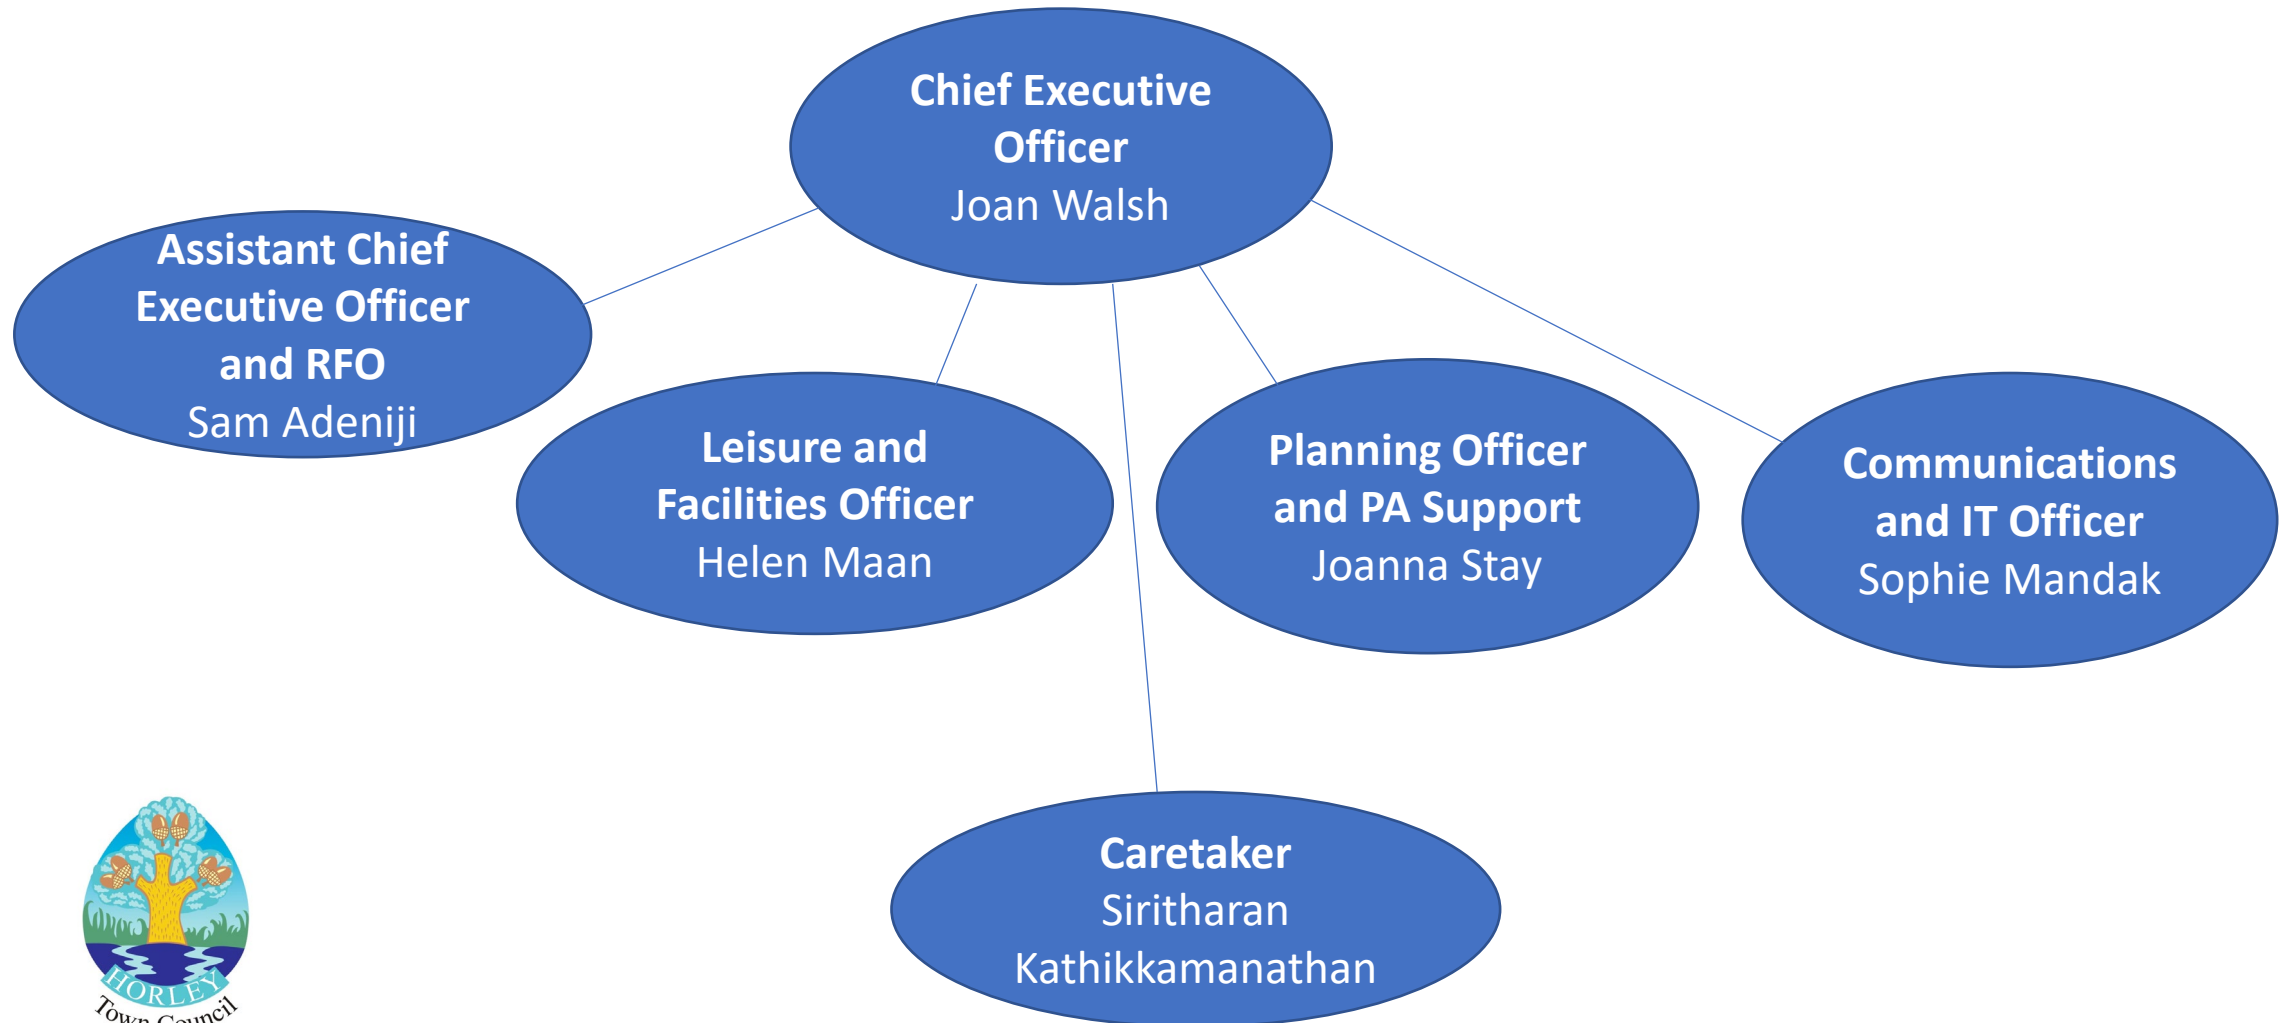 Chief Executive
Officer
Joan Walsh
Assistant Chief
Executive Officer
and RFO
Sam Adeniji
Leisure and
Facilities Officer
Helen Maan
Planning Officer
and PA Support
Joanna Stay
Communications
and IT Officer
Sophie Mandak
Caretaker
Siritharan
Kathikkamanathan
HORLEY
Town Council